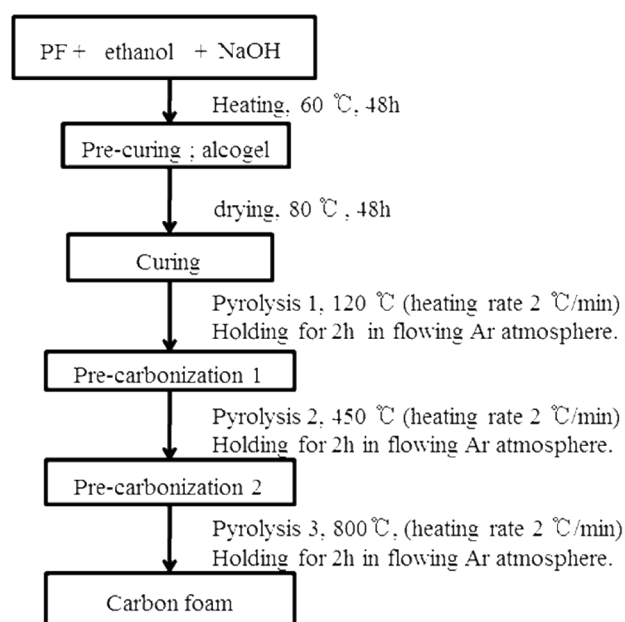 PF + ethanol + NaOH
Heating, 60 ℃, 48h
Pre-curing ; alcogel
drying, 80 ℃ , 48h
Curing
Pyrolysis 1, 120 ℃ (heating rate 2 ℃/min)
Holding for 2h in flowing Ar atmosphere.
Pre-carbonization 1
Pyrolysis 2, 450 ℃ (heating rate 2 ℃/min)
Holding for 2h in flowing Ar atmosphere.
Pre-carbonization 2
Pyrolysis 3, 800℃, (heating rate 2 ℃/min)
Holding for 2h in flowing Ar atmosphere.
Carbon foam